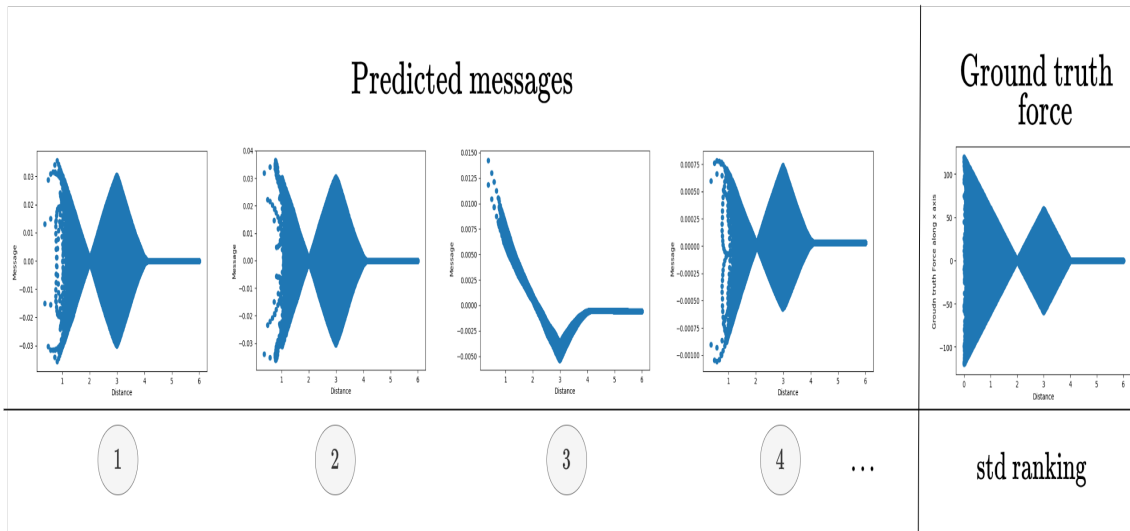 Predicted messages
Ground truth
force
0.03
0.02
0.01
0.00
−0.01
−0.02
−0.03
Message
1 2 3 4 5 6
Distance
0.04
0.03
0.02
0.01
0.00
−0.01
−0.02
−0.03
Message
1 2 3 4 5 6
Distance
0.0150
0.0125
0.0100
0.0075
0.0050
0.0025
0.0000
−0.0025
−0.0050
Message
1 2 3 4 5 6
Distance
0.00075
0.00050
0.00025
0.00000
−0.00025
−0.00050
−0.00075
−0.00100
Message
1 2 3 4 5 6
Distance
100
50
0
−50
−100
Groudn truth Force along x axis
0 1 2 3 4 5 6
Distance
1 2 3 4 ...
std ranking